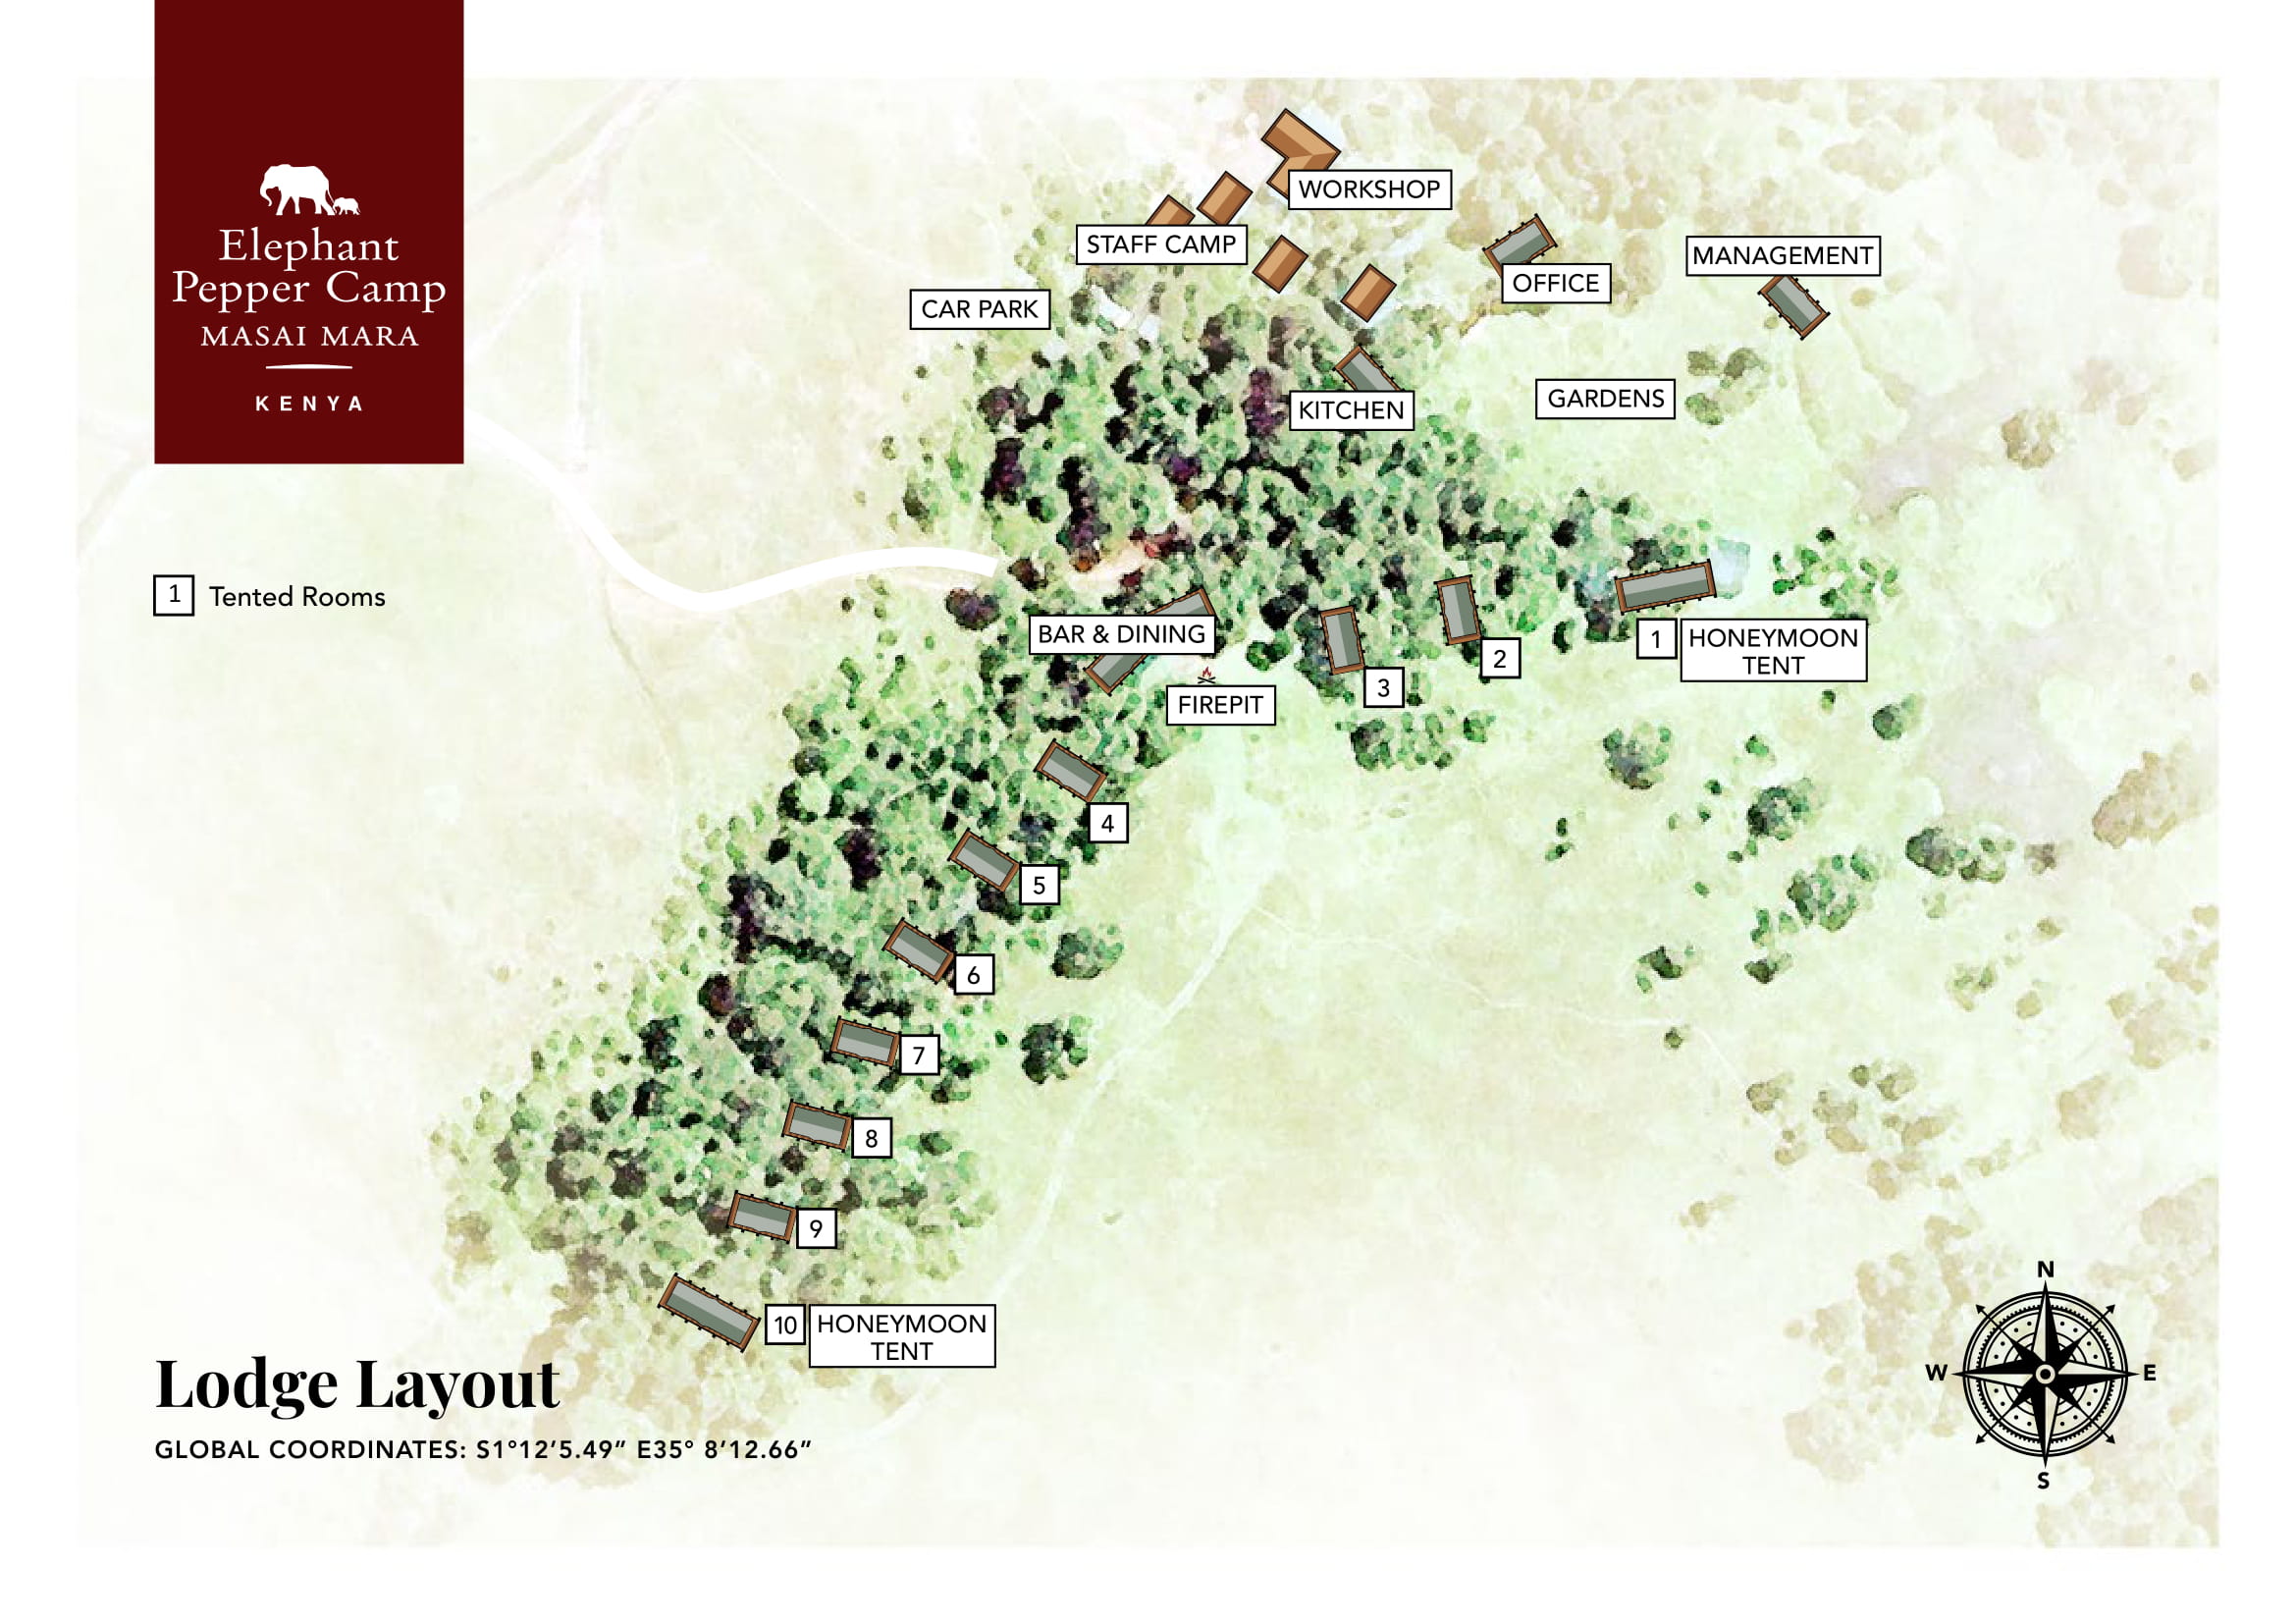 Elephant
Pepper Camp
MASAI MARA
KENYA
WORKSHOP
STAFF CAMP
OFFICE
MANAGEMENT
CAR PARK
KITCHEN
GARDENS
1 Tented Rooms
BAR & DINING
FIREPIT
3
2
1 HONEYMOON
TENT
4
5
6
7
8
9
10 HONEYMOON
TENT
Lodge Layout
GLOBAL COORDINATES: S1°12’5.49” E35° 8’12.66”
N
W
E
S